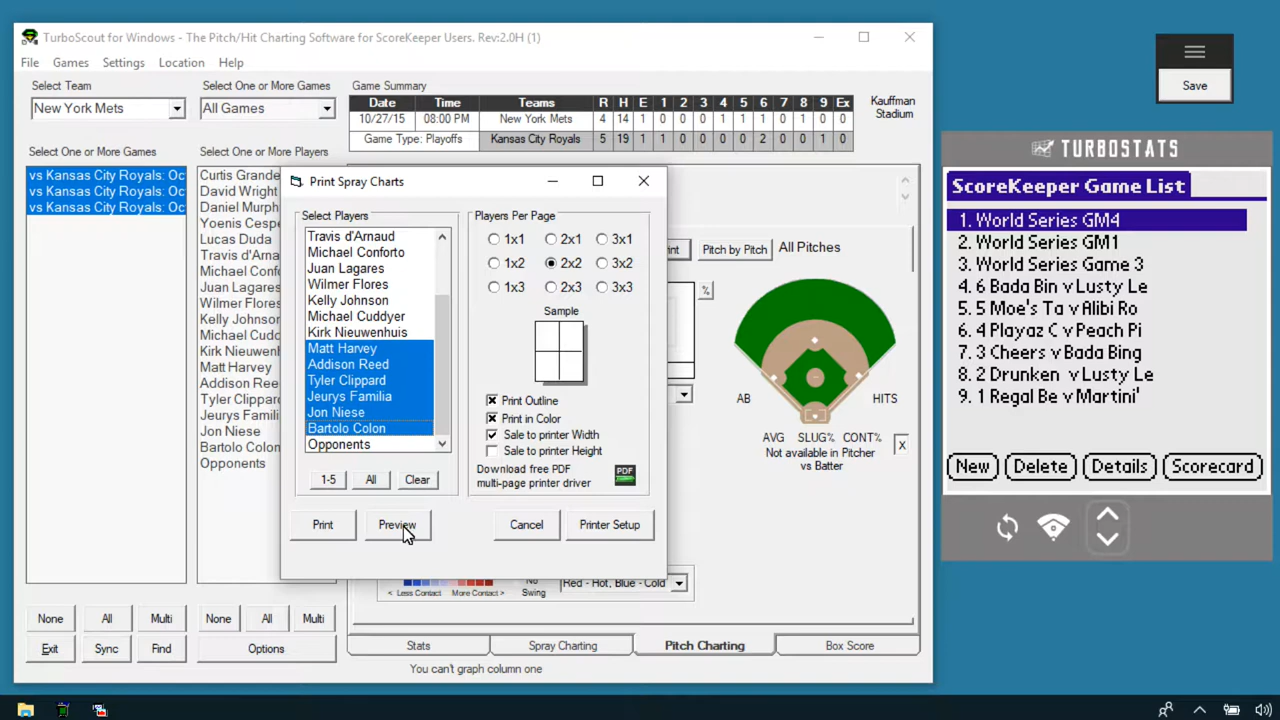 TurboScout for Windows - The Pitch/Hit Charting Software for ScoreKeeper Users. Rev:2.0H (1)
File Games Settings Location Help
Select Team
New York Mets
Select One or More Games
All Games
Select One or More Games
vs Kansas City Royals: Oc
vs Kansas City Royals: Oc
vs Kansas City Royals: Oc
Select One or More Players
Curtis Grande
David Wright
Daniel Murph
Yoenis Cespe
Lucas Duda
Travis d'Arna
Michael Confo
Juan Lagares
Wilmer Flores
Kelly Johnson
Michael Cudd
Kirk Nieuwenh
Matt Harvey
Addison Reed
Tyler Clippard
Jeurys Famili
Jon Niese
Bartolo Colon
Opponents
Game Summary
Date Time Teams R H E 1 2 3 4 5 6 7 8 9 Ex
10/27/15 08:00 PM New York Mets 4 14 1 0 0 0 1 1 1 0 1 0 0
Game Type: Playoffs Kansas City Royals 5 19 1 1 0 0 0 0 2 0 0 1 0
Kauffman
Stadium
Print Spray Charts
Select Players
Travis d'Arnaud
Michael Conforto
Juan Lagares
Wilmer Flores
Kelly Johnson
Michael Cuddyer
Kirk Nieuwenhuis
Matt Harvey
Addison Reed
Tyler Clippard
Jeurys Familia
Jon Niese
Bartolo Colon
Opponents
1-5 All Clear
Players Per Page
1x1 2x1 3x1
1x2 2x2 3x2
1x3 2x3 3x3
Sample
Print Outline
Print in Color
Sale to printer Width
Sale to printer Height
Download free PDF
multi-page printer driver
PDF
Print Preview Cancel Printer Setup
nt Pitch by Pitch All Pitches
%
AB HITS
AVG SLUG% CONT%
Not available in Pitcher
vs Batter
X
< Less Contact More Contact >
No
Swing
Red - Hot, Blue - Cold
None All Multi None All Multi
Exit Sync Find Options
Stats Spray Charting Pitch Charting Box Score
You can't graph column one
Save
TURBOSTATS
ScoreKeeper Game List
1. World Series GM4
2. World Series GM1
3. World Series Game 3
4. 6 Bada Bin v Lusty Le
5. 5 Moe's Ta v Alibi Ro
6. 4 Playaz C v Peach Pi
7. 3 Cheers v Bada Bing
8. 2 Drunken v Lusty Le
9. 1 Regal Be v Martini'
New Delete Details Scorecard